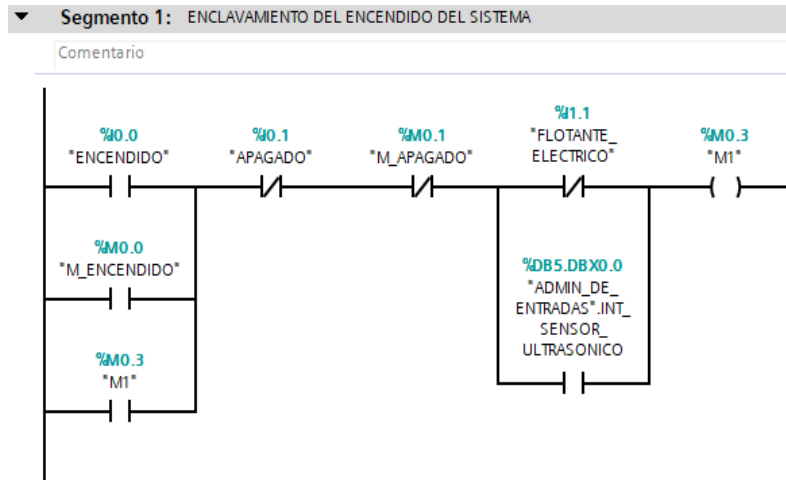 Segmento 1: ENCLAVAMIENTO DEL ENCENDIDO DEL SISTEMA
Comentario
%I0.0
"ENCENDIDO"
%I0.1
"APAGADO"
%M0.1
"M_APAGADO"
%I1.1
"FLOTANTE_
ELECTRICO"
%M0.3
"M1"
%M0.0
"M_ENCENDIDO"
%DB5.DBX0.0
"ADMIN_DE_
ENTRADAS".INT_
SENSOR_
ULTRASONICO
%M0.3
"M1"